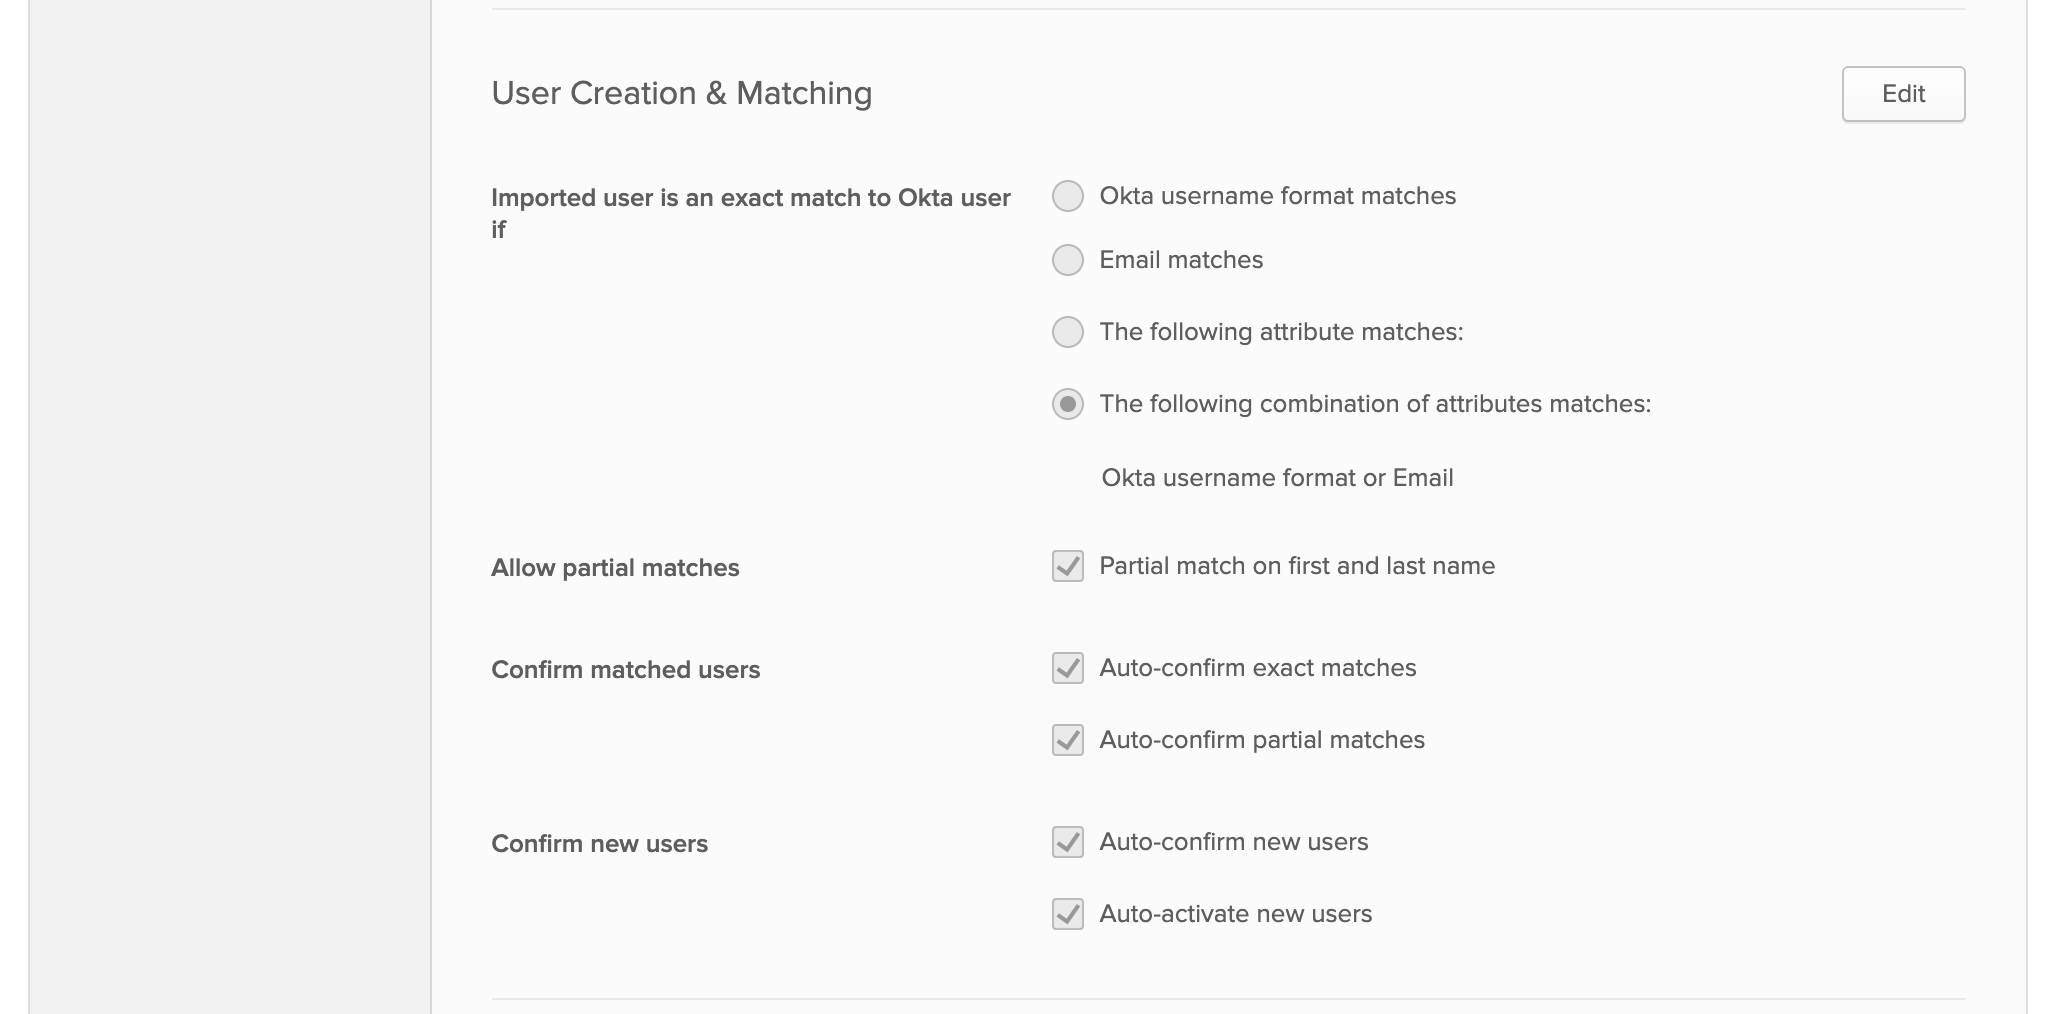 User Creation & Matching
Edit
Imported user is an exact match to Okta user
if
Okta username format matches
Email matches
The following attribute matches:
The following combination of attributes matches:
Okta username format or Email
Allow partial matches
Partial match on first and last name
Confirm matched users
Auto-confirm exact matches
Auto-confirm partial matches
Confirm new users
Auto-confirm new users
Auto-activate new users